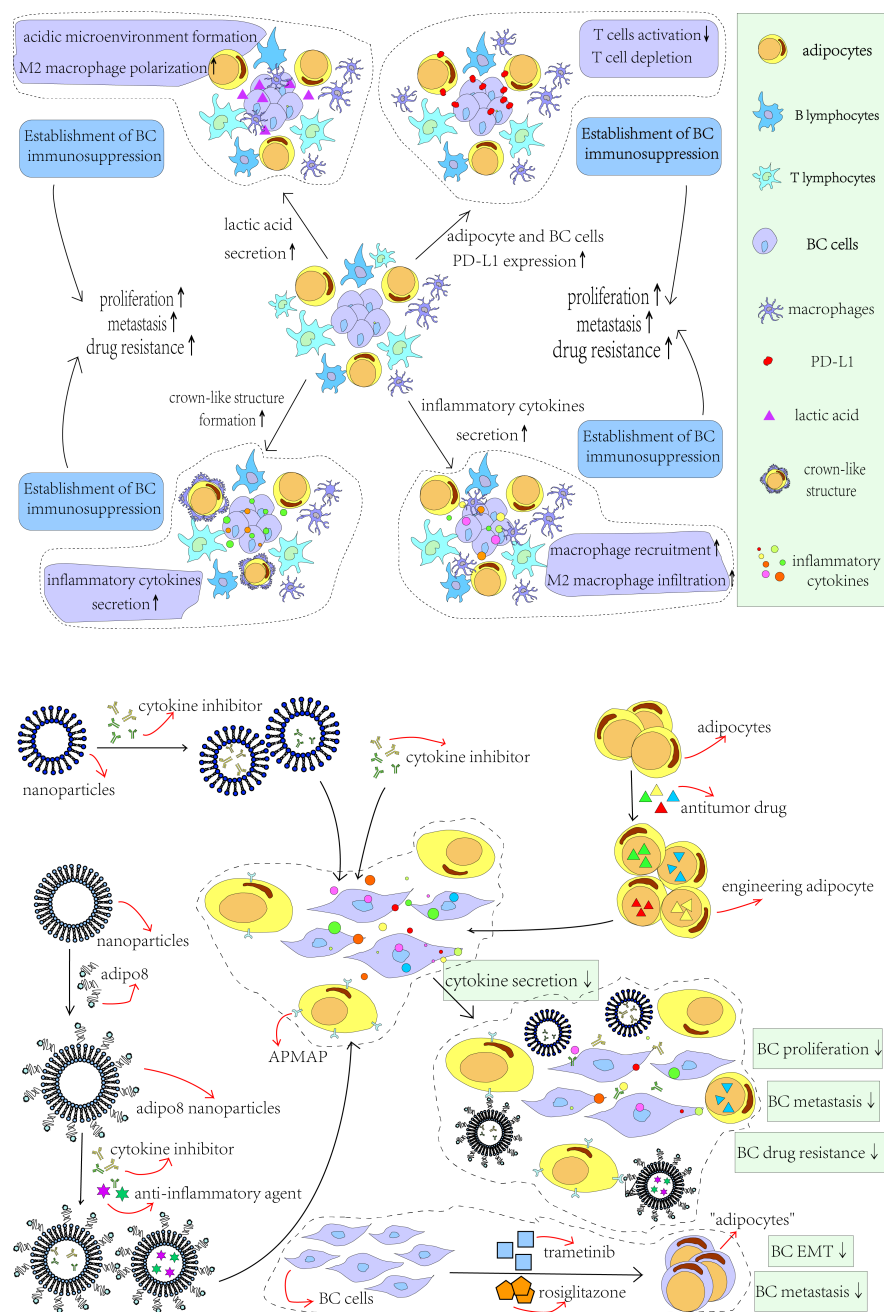 acidic microenvironment formation
M2 macrophage polarization ↑
T cells activation ↓
T cell depletion
Establishment of BC
immunosuppression
Establishment of BC
immunosuppression
lactic acid
secretion ↑
adipocyte and BC cells
PD-L1 expression ↑
proliferation ↑
metastasis ↑
drug resistance ↑
proliferation ↑
metastasis ↑
drug resistance ↑
crown-like structure
formation ↑
inflammatory cytokines
secretion ↑
Establishment of BC
immunosuppression
Establishment of BC
immunosuppression
inflammatory cytokines
secretion ↑
macrophage recruitment ↑
M2 macrophage infiltration ↑
adipocytes
B lymphocytes
T lymphocytes
BC cells
macrophages
PD-L1
lactic acid
crown-like
structure
inflammatory
cytokines
cytokine inhibitor
nanoparticles
cytokine inhibitor
adipocytes
antitumor drug
engineering adipocyte
nanoparticles
adipo8
cytokine secretion ↓
APMAP
adipo8 nanoparticles
BC proliferation ↓
BC metastasis ↓
BC drug resistance ↓
cytokine inhibitor
anti-inflammatory agent
BC cells
trametinib
rosiglitazone
"adipocytes"
BC EMT ↓
BC metastasis ↓